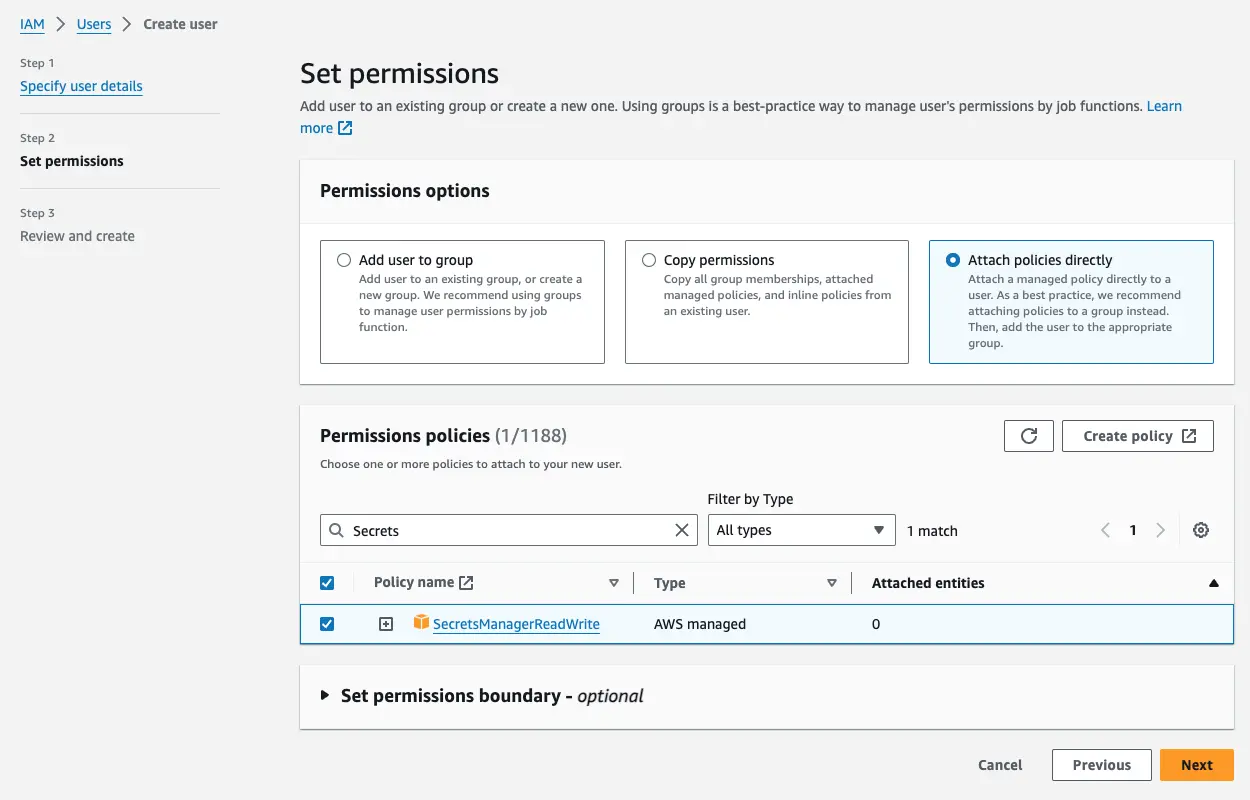 IAM > Users > Create user
Step 1
Specify user details
Step 2
Set permissions
Step 3
Review and create
Set permissions
Add user to an existing group or create a new one. Using groups is a best-practice way to manage user's permissions by job functions. Learn
more
Permissions options
Add user to group
Add user to an existing group, or create a
new group. We recommend using groups
to manage user permissions by job
function.
Copy permissions
Copy all group memberships, attached
managed policies, and inline policies from
an existing user.
Attach policies directly
Attach a managed policy directly to a
user. As a best practice, we recommend
attaching policies to a group instead.
Then, add the user to the appropriate
group.
Permissions policies (1/1188)
Create policy
Choose one or more policies to attach to your new user.
Filter by Type
Secrets
All types
1 match
1
Policy name
Type
Attached entities
SecretsManagerReadWrite
AWS managed
0
Set permissions boundary - optional
Cancel
Previous
Next